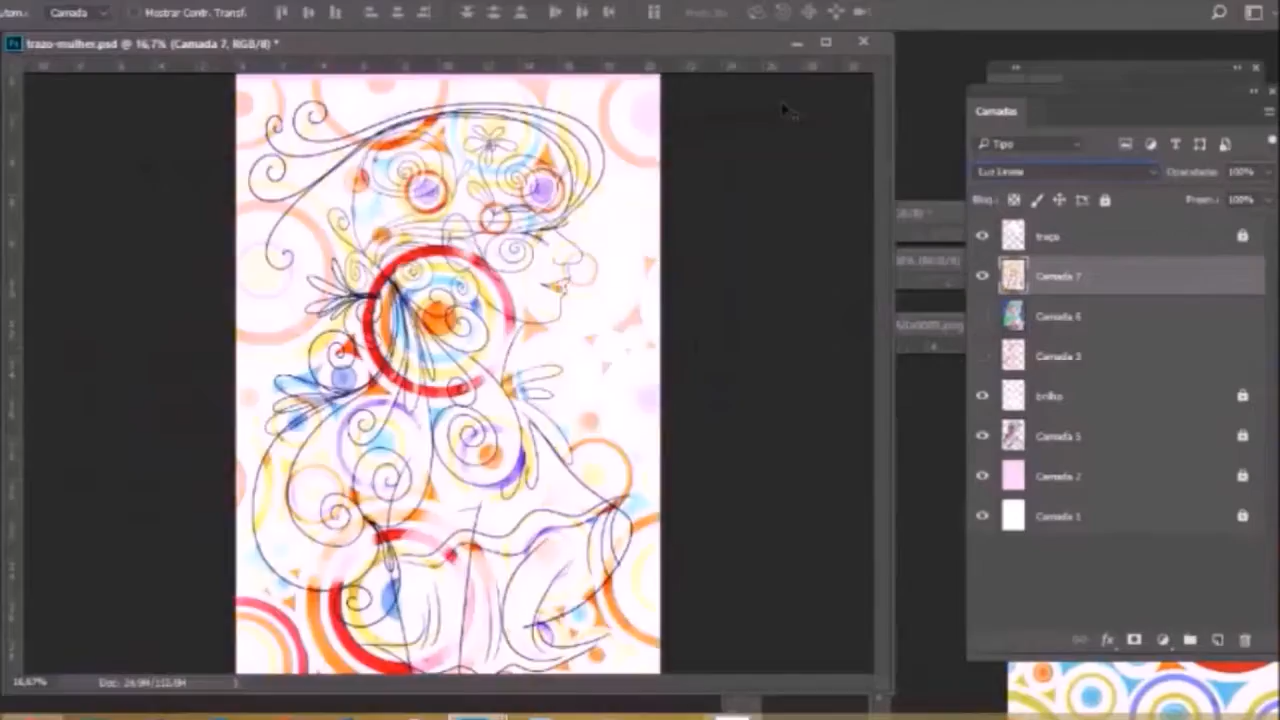 Camada
Mostrar Contr. Transf.
trazo-mulher.psd @ 16,7% (Camada 7, RGB/8) *
Camadas
Tipo
Luz Linear
Opacidade: 100%
Bloq.:
100%
traço
Camada 7
Camada 6
Camada 3
brilho
Camada 5
Camada 2
Camada 1
fx
16,67%